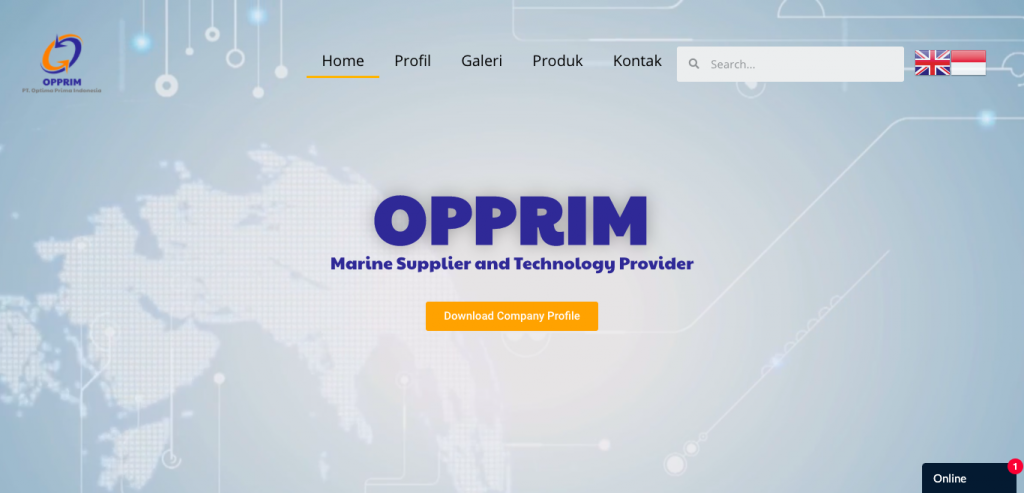 OPPRIM
PT. Optima Prima Indonesia
Home
Profil
Galeri
Produk
Kontak
Search...
OPPRIM
Marine Supplier and Technology Provider
Download Company Profile
Online
1